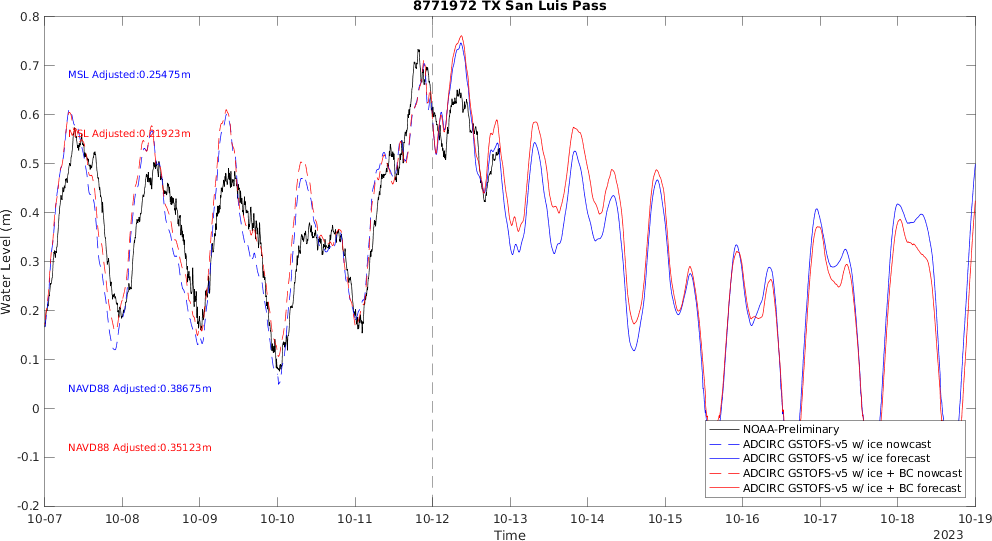 8771972 TX San Luis Pass
0.8
0.7
0.6
0.5
0.4
0.3
0.2
0.1
0
-0.1
-0.2
Water Level (m)
MSL Adjusted:0.25475m
MSL Adjusted:0.21923m
NAVD88 Adjusted:0.38675m
NAVD88 Adjusted:0.35123m
NOAA-Preliminary
ADCIRC GSTOFS-v5 w/ ice nowcast
ADCIRC GSTOFS-v5 w/ ice forecast
ADCIRC GSTOFS-v5 w/ ice + BC nowcast
ADCIRC GSTOFS-v5 w/ ice + BC forecast
10-07 10-08 10-09 10-10 10-11 10-12 10-13 10-14 10-15 10-16 10-17 10-18 10-19
Time
2023